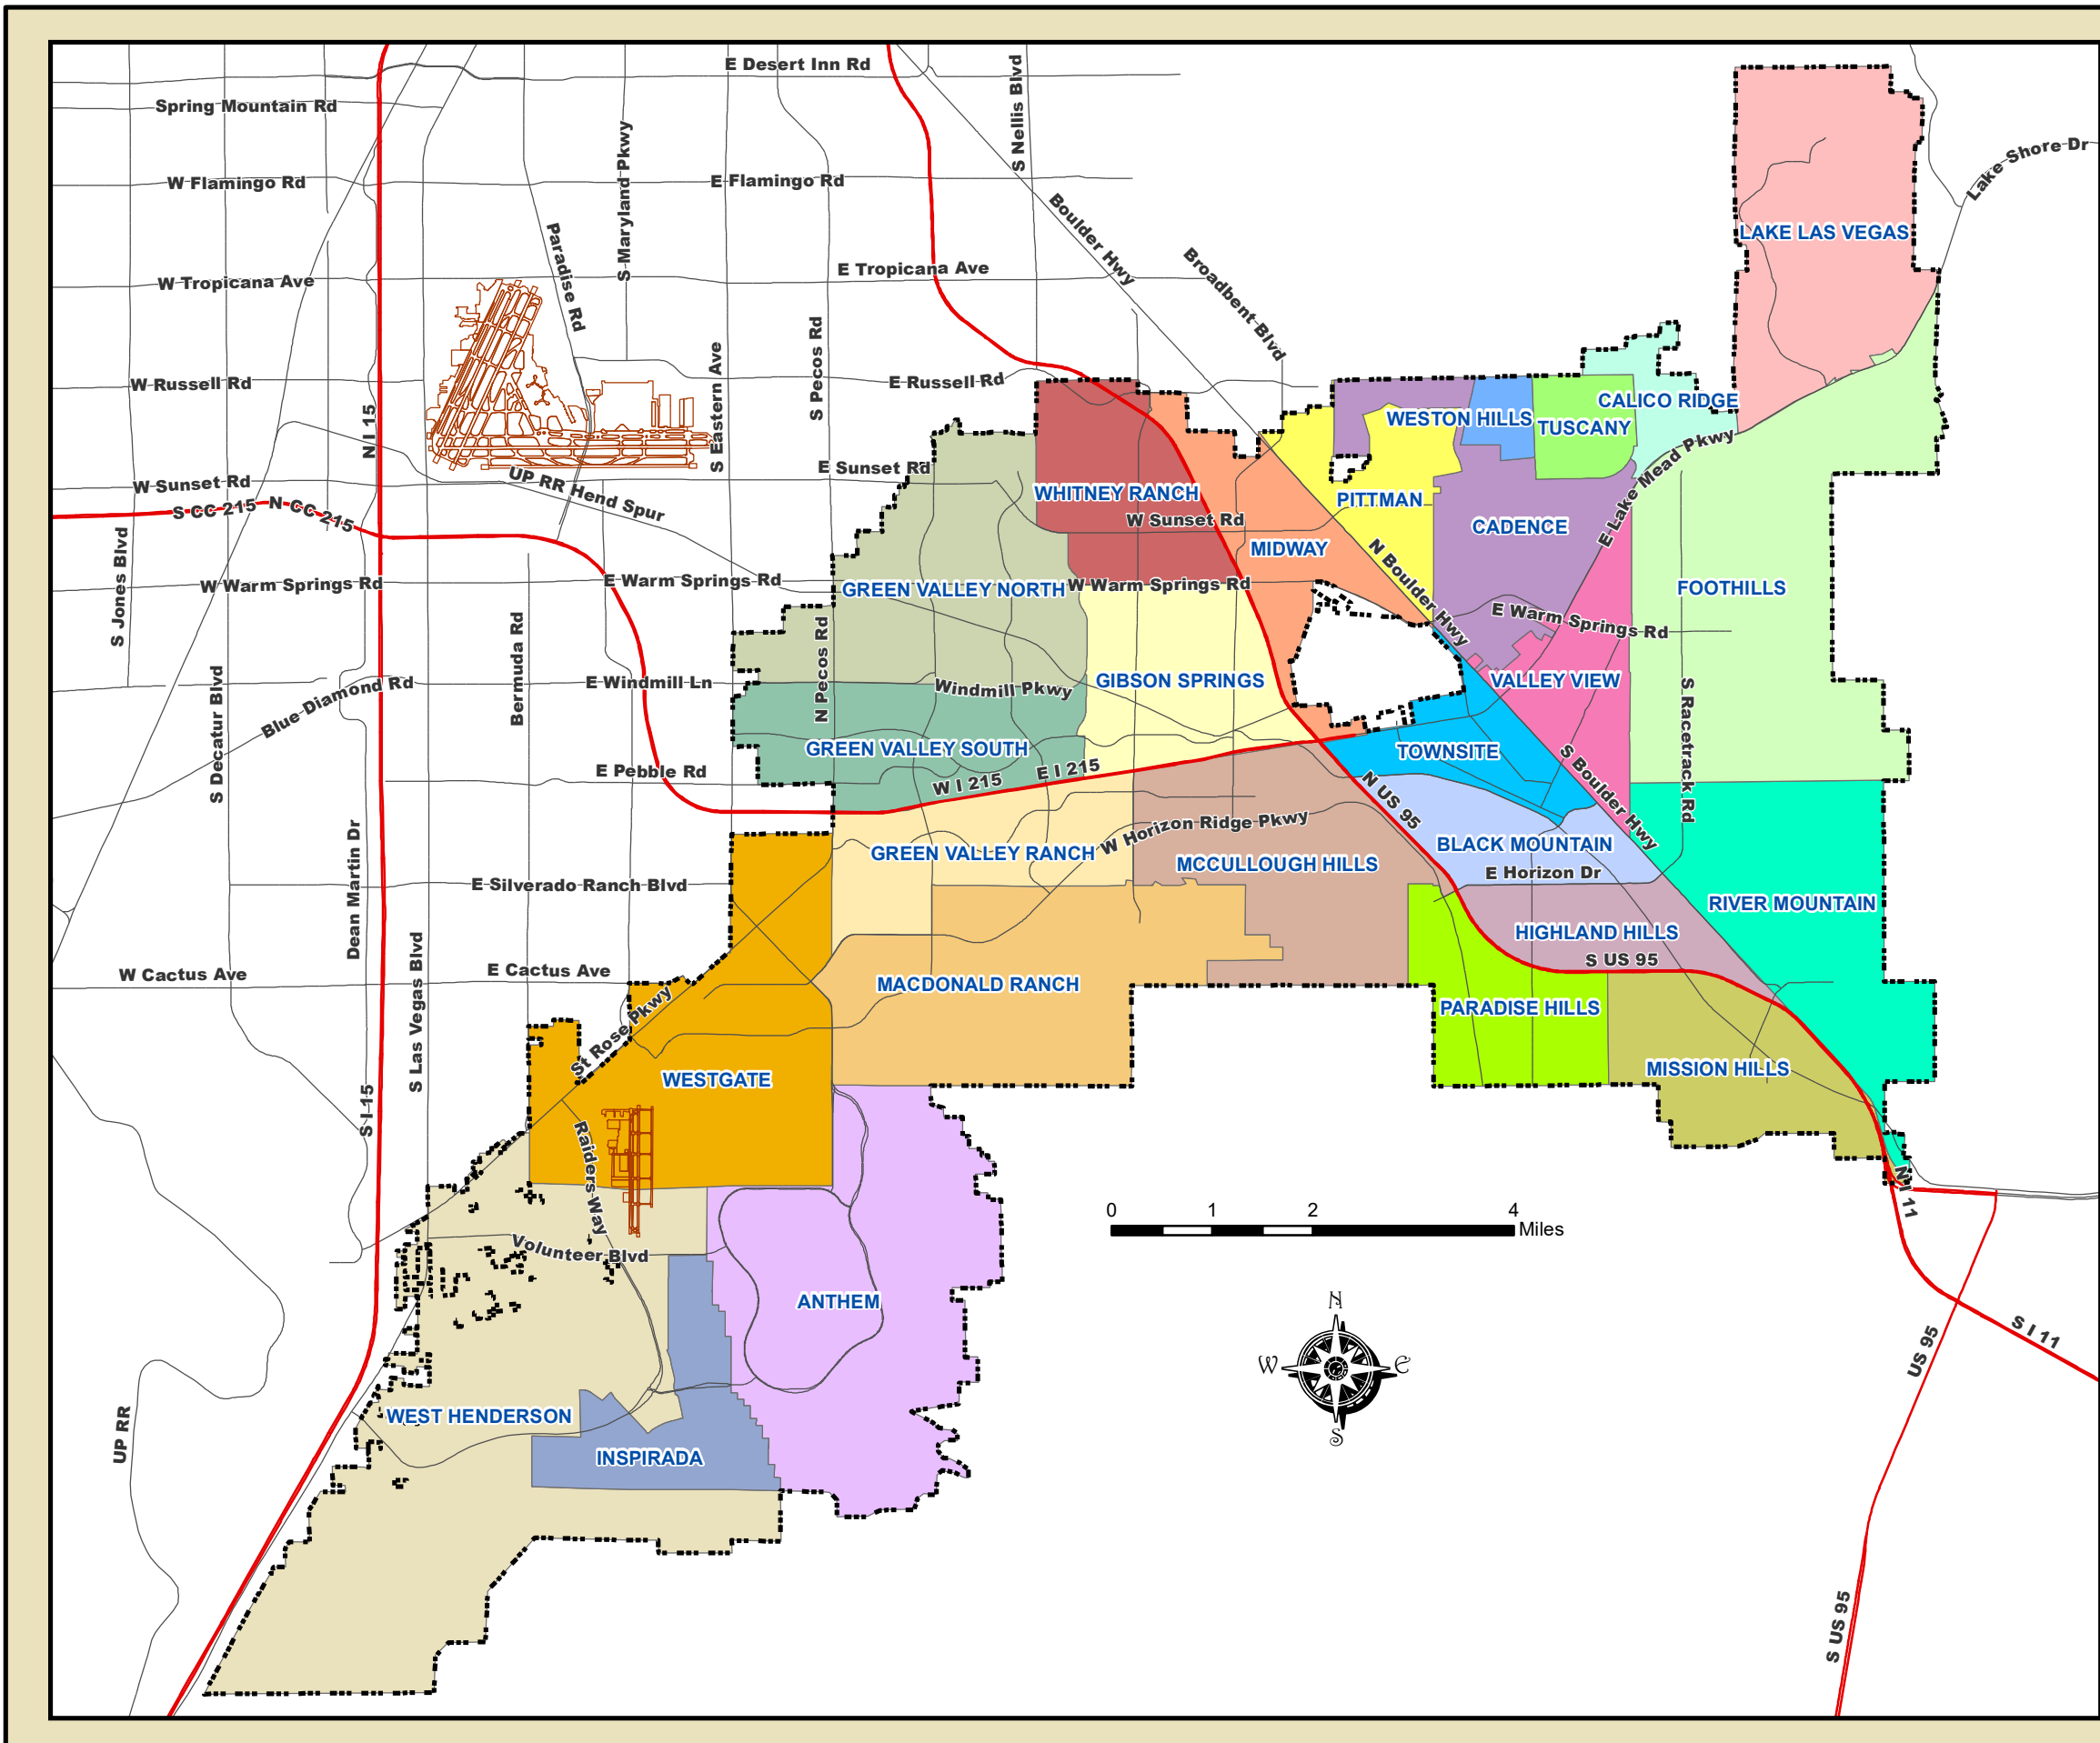 E Desert Inn Rd
Spring Mountain Rd
S Nellis Blvd
Lake Shore Dr
W Flamingo Rd
S Maryland Pkwy
E Flamingo Rd
Boulder Hwy
LAKE LAS VEGAS
Paradise Rd
Broadbent Blvd
W Tropicana Ave
E Tropicana Ave
W Russell Rd
N I 15
S Eastern Ave
S Pecos Rd
E Russell Rd
CALICO RIDGE
WESTON HILLS
TUSCANY
E Lake Mead Pkwy
W Sunset Rd
UP RR Hend Spur
E Sunset Rd
WHITNEY RANCH
PITTMAN
S CC 215
N CC 215
W Sunset Rd
CADENCE
MIDWAY
S Jones Blvd
W Warm Springs Rd
E Warm Springs Rd
GREEN VALLEY NORTH
W Warm Springs Rd
N Boulder Hwy
FOOTHILLS
E Warm Springs Rd
Bermuda Rd
N Pecos Rd
S Decatur Blvd
Blue Diamond Rd
E Windmill Ln
Windmill Pkwy
GIBSON SPRINGS
VALLEY VIEW
S Racetrack Rd
GREEN VALLEY SOUTH
TOWNSITE
E Pebble Rd
W I 215
E I 215
N US 95
S Boulder Hwy
Dean Martin Dr
W Horizon Ridge Pkwy
GREEN VALLEY RANCH
MCCULLOUGH HILLS
BLACK MOUNTAIN
E Horizon Dr
E Silverado Ranch Blvd
RIVER MOUNTAIN
HIGHLAND HILLS
S US 95
W Cactus Ave
E Cactus Ave
S Las Vegas Blvd
MACDONALD RANCH
PARADISE HILLS
St Rose Pkwy
WESTGATE
MISSION HILLS
S I 15
Raiders Way
N I 11
0 1 2 4
Miles
Volunteer Blvd
ANTHEM
N
W E
S
S I 11
US 95
UP RR
WEST HENDERSON
INSPIRADA
S US 95